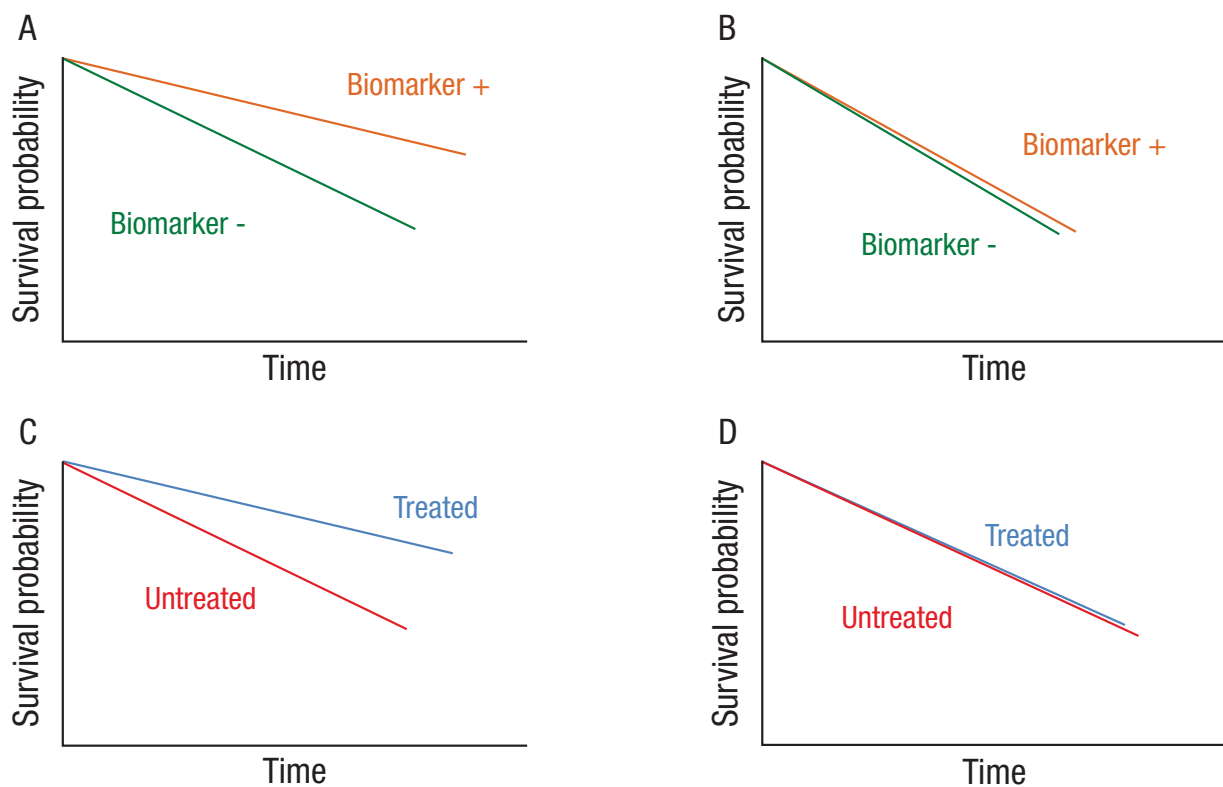 A
Survival probability
Biomarker +
Biomarker -
Time
B
Survival probability
Biomarker +
Biomarker -
Time
C
Survival probability
Treated
Untreated
Time
D
Survival probability
Treated
Untreated
Time